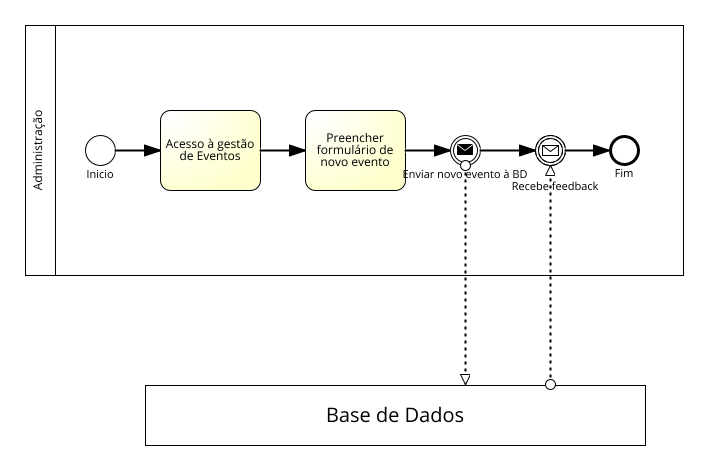 Administração
Inicio
Acesso à gestão
de Eventos
Preencher
formulário de
novo evento
Enviar novo evento à BD
Recebe feedback
Fim
Base de Dados